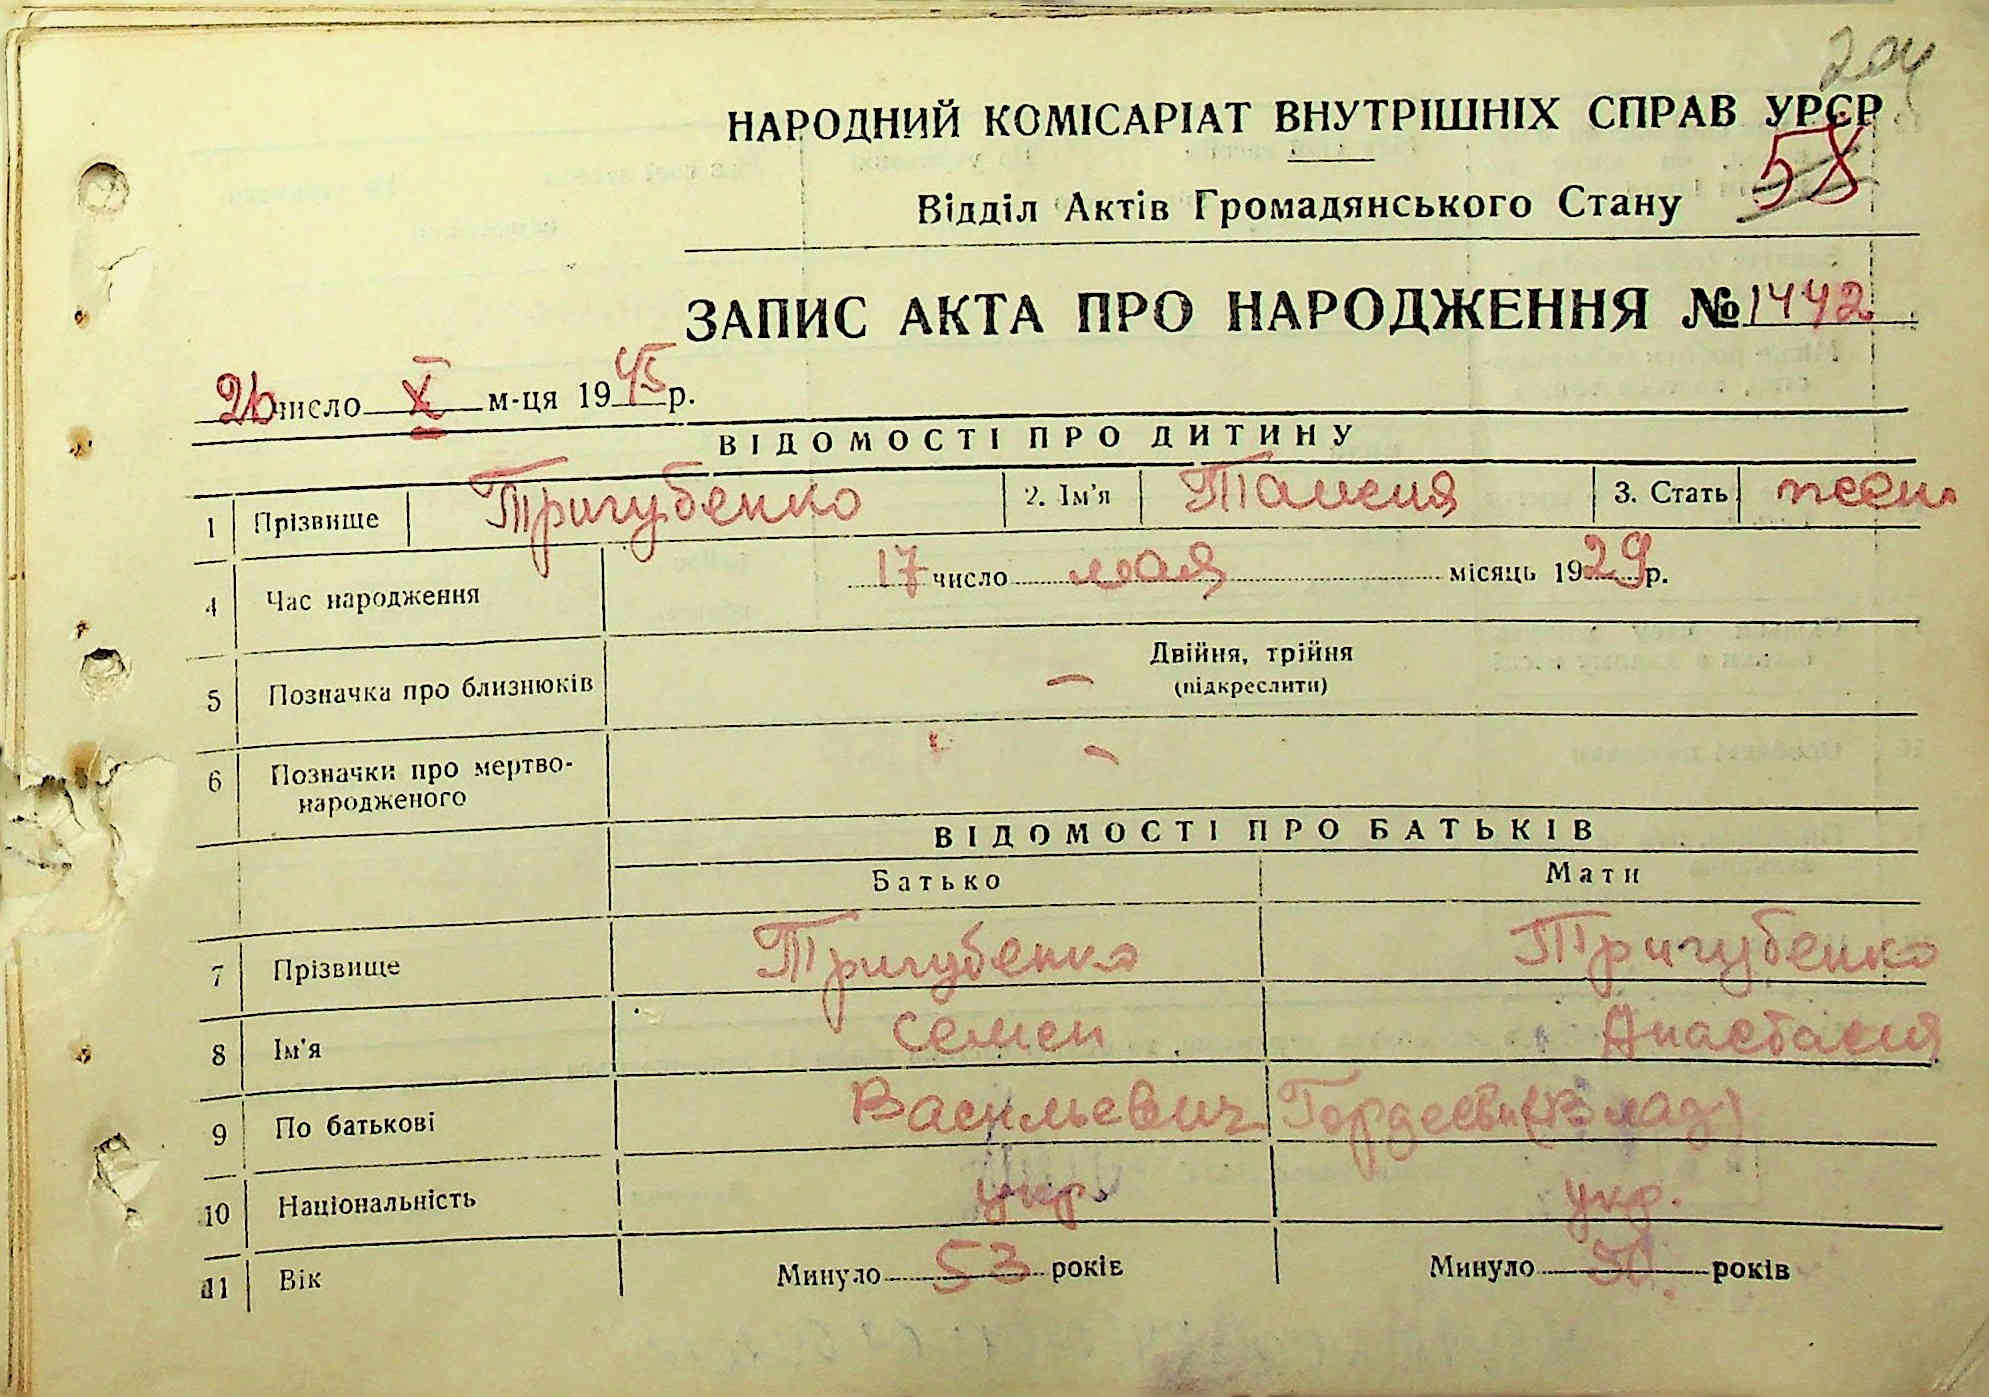 204
НАРОДНИЙ КОМІСАРІАТ ВНУТРІШНІХ СПРАВ УРСР
58
Відділ Актів Громадянського Стану
ЗАПИС АКТА ПРО НАРОДЖЕННЯ № 1442
26 число X м-ця 1945 р.
ВІДОМОСТІ ПРО ДИТИНУ
1 Прізвище Тригубенко 2. Ім'я Таисия 3. Стать жен.
4 Час народження 17 число мая місяць 1929 р.
5 Позначка про близнюків — Двійня, трійня
(підкреслити)
6 Позначки про мертво-
народженого —
ВІДОМОСТІ ПРО БАТЬКІВ
Батько Мати
7 Прізвище Тригубенко Тригубенко
8 Ім'я Семен Анастасия
9 По батькові Васильевич
10 Національність укр. укр.
11 Вік Минуло 53 років Минуло 50 років